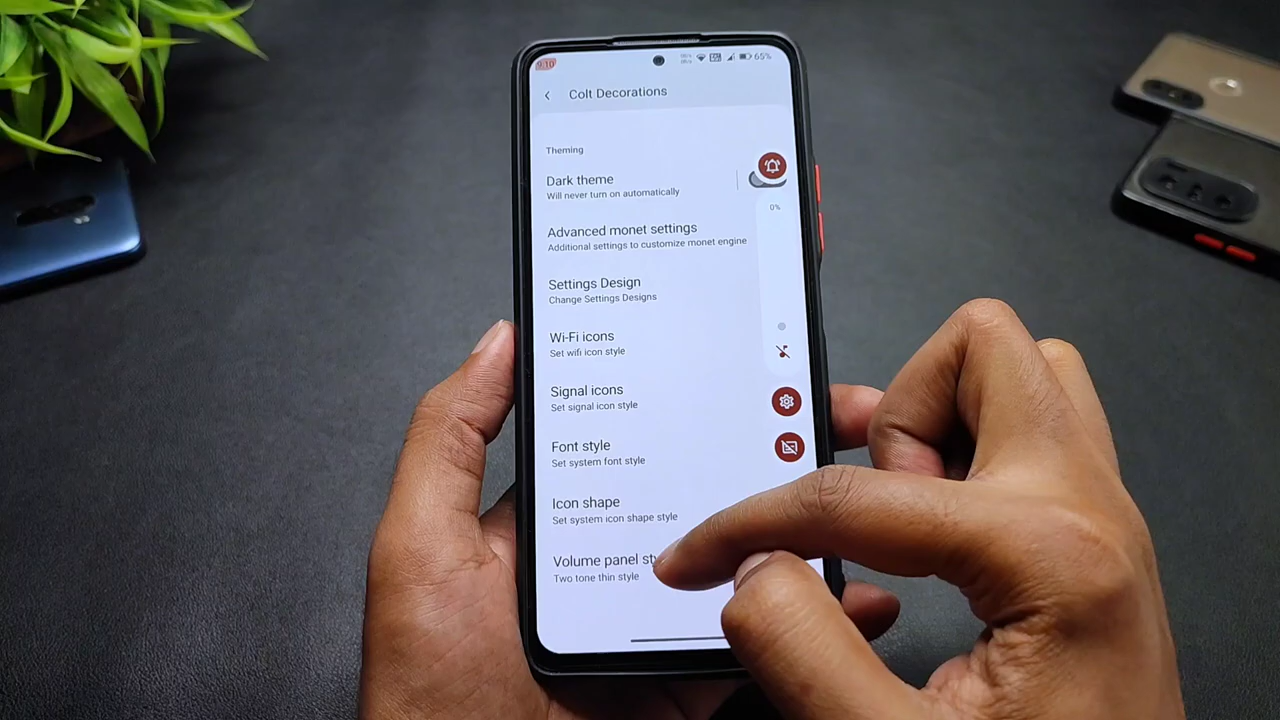 9:10
65%
Colt Decorations
Theming
Dark theme
Will never turn on automatically
0%
Advanced monet settings
Additional settings to customize monet engine
Settings Design
Change Settings Designs
Wi-Fi icons
Set wifi icon style
Signal icons
Set signal icon style
Font style
Set system font style
Icon shape
Set system icon shape style
Volume panel
Two tone thin style